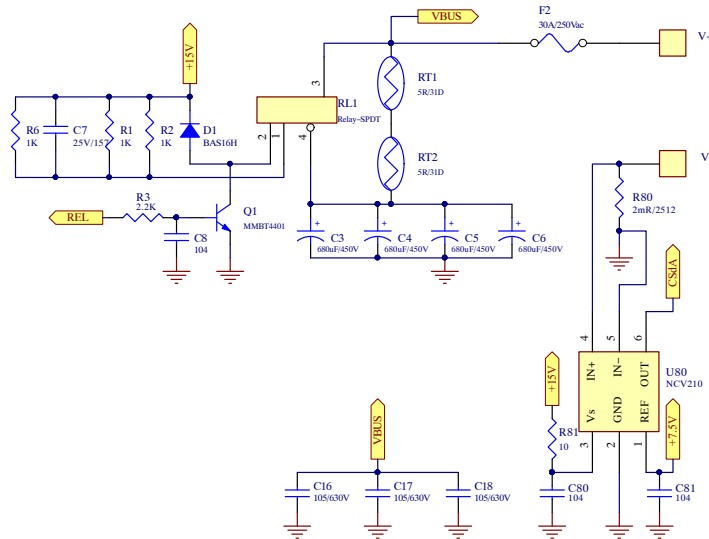 F2
30A/250Vac
VBUS
V-
+15V
RT1
5R/31D
3
RL1
Relay-SPDT
2
1
4
R6
1K
C7
25V/157
R1
1K
R2
1K
D1
BAS16H
RT2
5R/31D
V
R80
2mR/2512
R3
2.2K
REL
Q1
MMBT4401
C8
104
C3
680uF/450V
C4
680uF/450V
C5
680uF/450V
C6
680uF/450V
CSdA
4
5
6
IN+
IN-
OUT
U80
NCV210
Vs
GND
REF
3
2
1
+15V
+7.5V
R81
10
VBUS
C16
105/630V
C17
105/630V
C18
105/630V
C80
104
C81
104